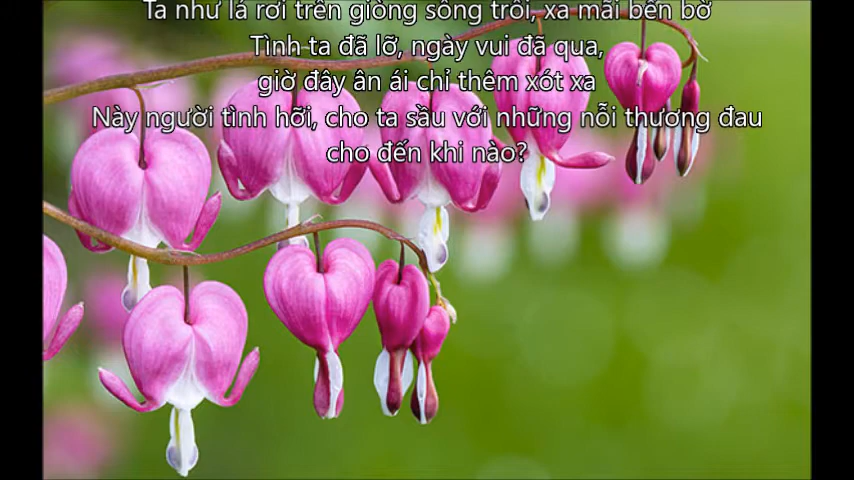 Ta như lá rơi trên giòng sông trôi, xa mãi bến bờ
Tình ta đã lỡ, ngày vui đã qua,
giờ đây ân ái chỉ thêm xót xa
Này người tình hỡi, cho ta sầu với những nỗi thương đau
cho đến khi nào?